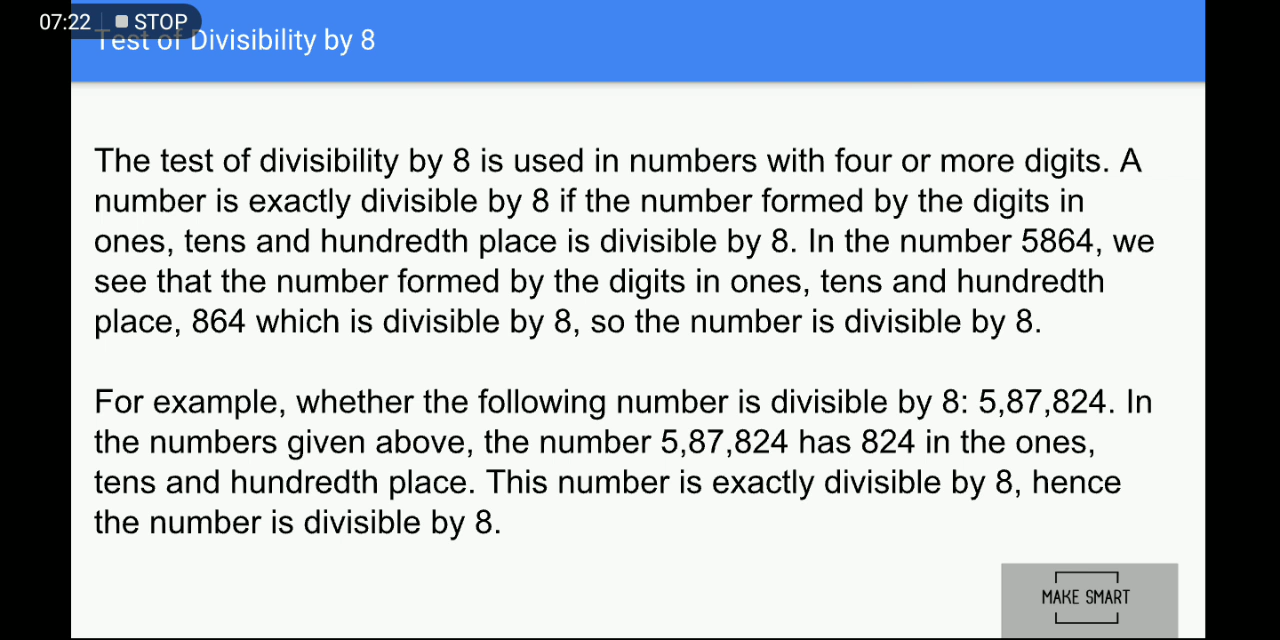 07:22 STOP
Test of Divisibility by 8
The test of divisibility by 8 is used in numbers with four or more digits. A
number is exactly divisible by 8 if the number formed by the digits in
ones, tens and hundredth place is divisible by 8. In the number 5864, we
see that the number formed by the digits in ones, tens and hundredth
place, 864 which is divisible by 8, so the number is divisible by 8.
For example, whether the following number is divisible by 8: 5,87,824. In
the numbers given above, the number 5,87,824 has 824 in the ones,
tens and hundredth place. This number is exactly divisible by 8, hence
the number is divisible by 8.
MAKE SMART